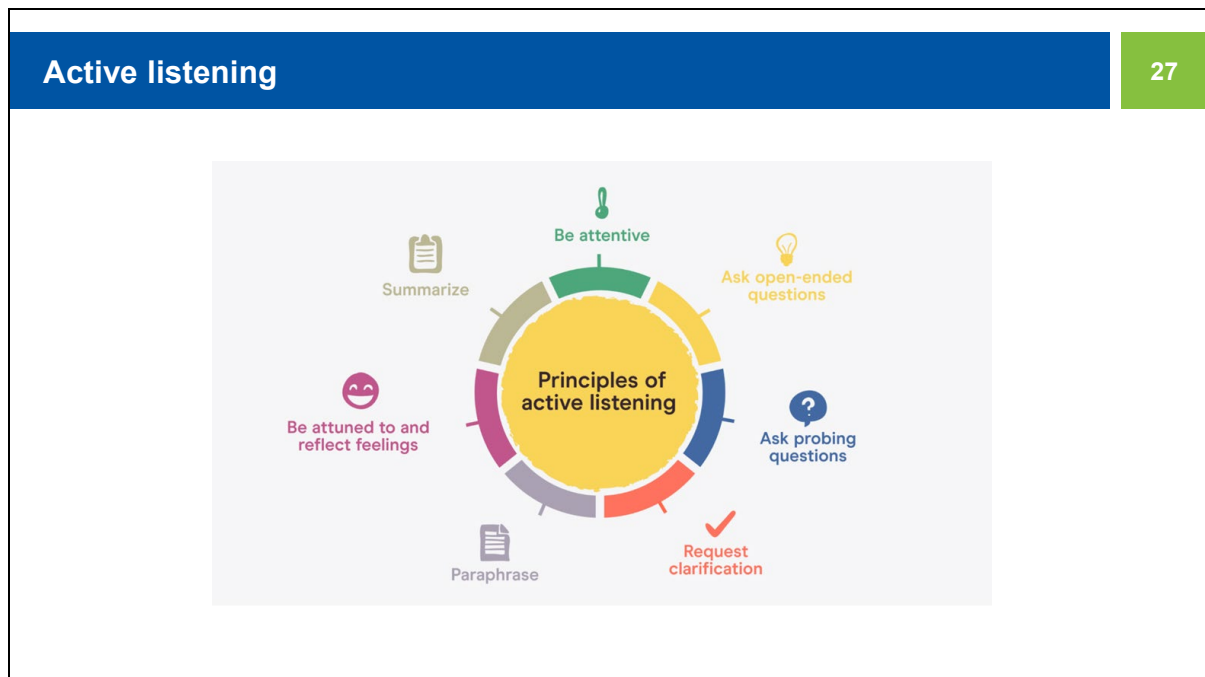 Active listening
27
Be attentive
Ask open-ended
questions
Summarize
Principles of
active listening
Be attuned to and
reflect feelings
?
Ask probing
questions
Request
clarification
Paraphrase